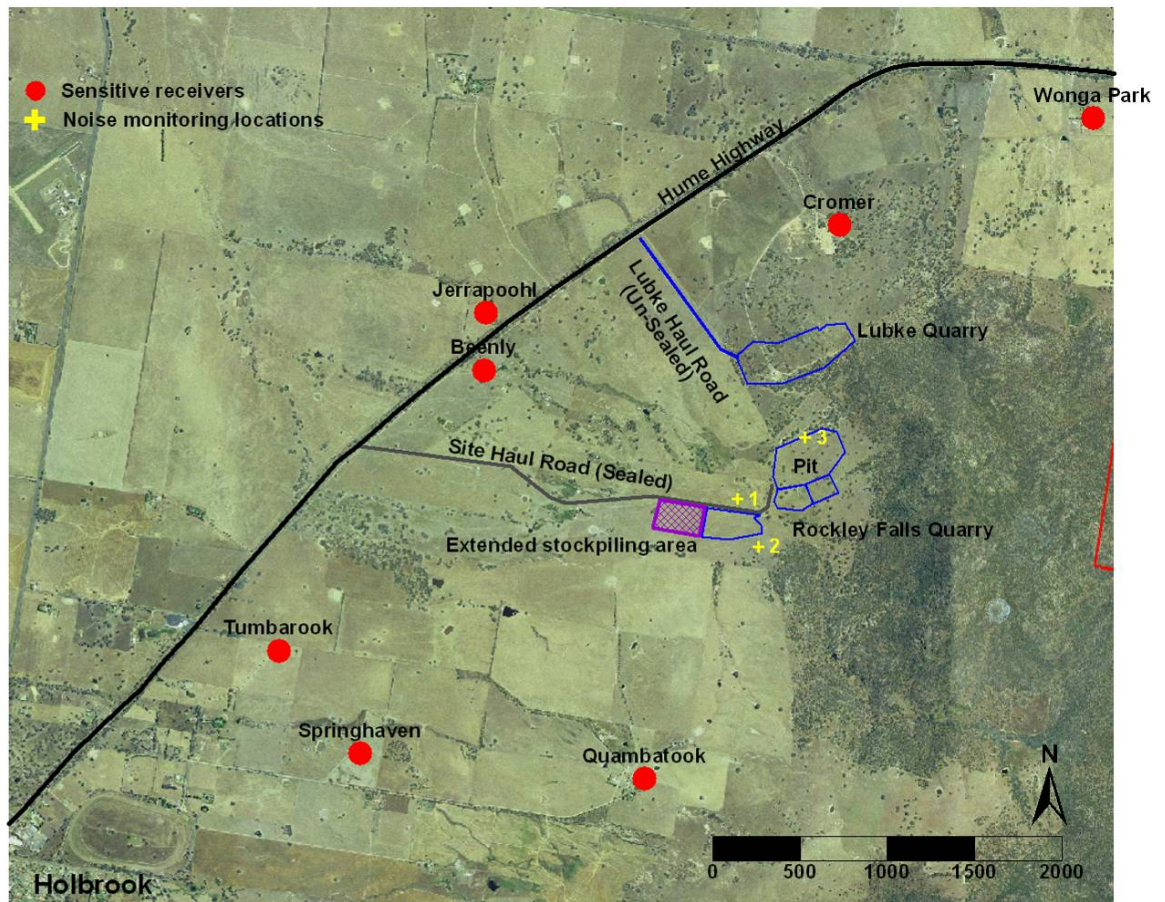 Sensitive receivers
+ Noise monitoring locations
Wonga Park
Hume Highway
Cromer
Jerrapoohl
Beenly
Lubke Haul Road
(Un-Sealed)
Lubke Quarry
Site Haul Road (Sealed)
+ 3
Pit
+ 1
Rockley Falls Quarry
Extended stockpiling area
+ 2
Tumbarook
Springhaven
Quambatook
N
0 500 1000 1500 2000
Holbrook